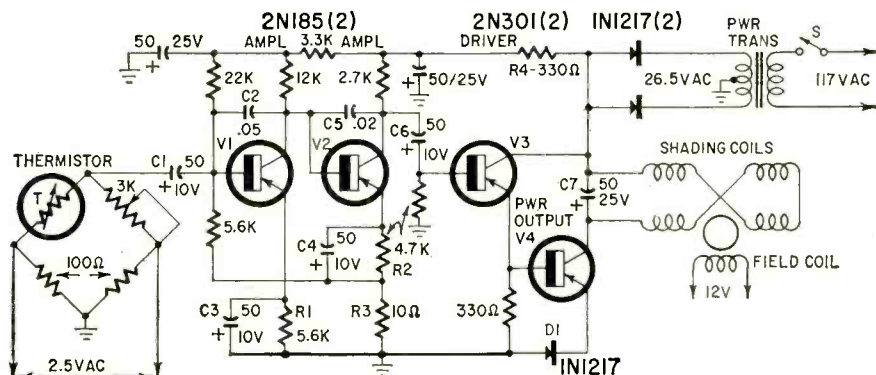 2N185(2)
2N301(2)
1N1217(2)
50 25V
+
AMPL
3.3K
AMPL
DRIVER
PWR
TRANS
S
22K
12K
2.7K
50/25V
+
R4-330Ω
26.5VAC
117VAC
C2
.05
C5 .02
C6
50
10V
+
THERMISTOR
T
3K
C1
50
+
10V
V1
V2
V3
SHADING COILS
C7
50
25V
+
PWR
OUTPUT
V4
5.6K
C4
50
10V
+
4.7K
R2
100Ω
FIELD COIL
12V
C3
50
10V
+
R1
5.6K
R3
10Ω
330Ω
D1
1N1217
2.5VAC